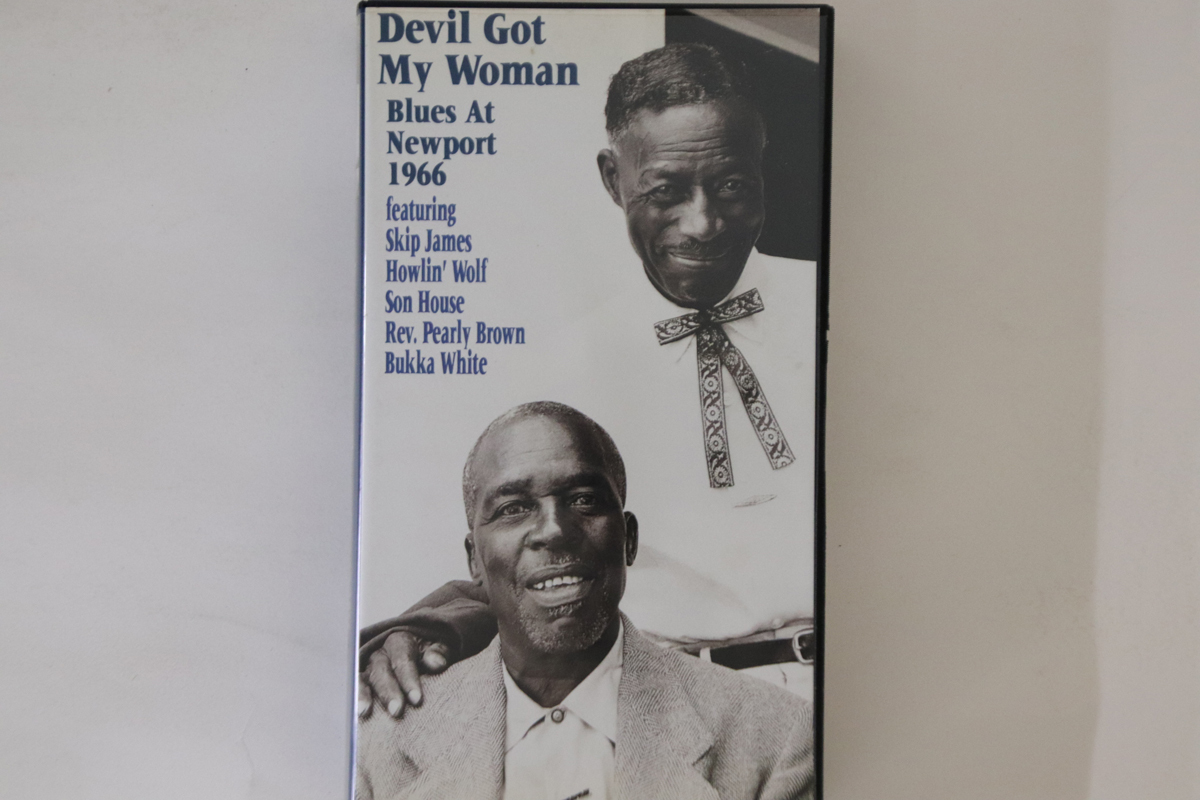 Devil Got
My Woman
Blues At
Newport
1966
featuring
Skip James
Howlin' Wolf
Son House
Rev. Pearly Brown
Bukka White